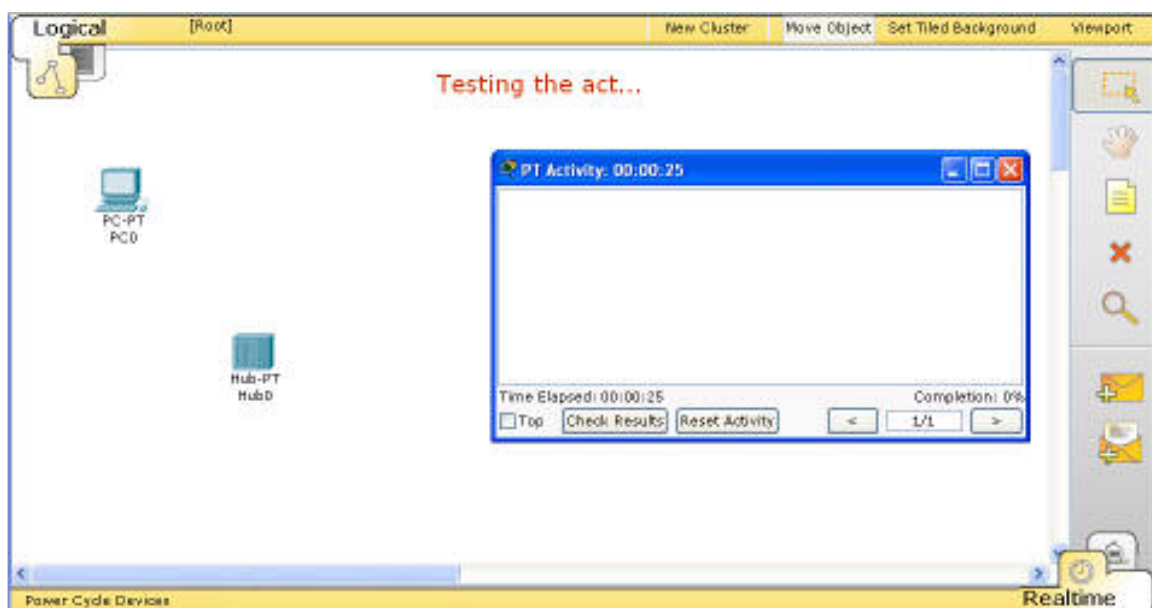 Logical [Root] New Cluster Move Object Set Tiled Background Viewport
Testing the act...
PT Activity: 00:00:25
PC-PT
PC0
Hub-PT
Hub0
Time Elapsed: 00:00:25 Completion: 0%
Top Check Results Reset Activity < 1/1 >
Power Cycle Devices Realtime